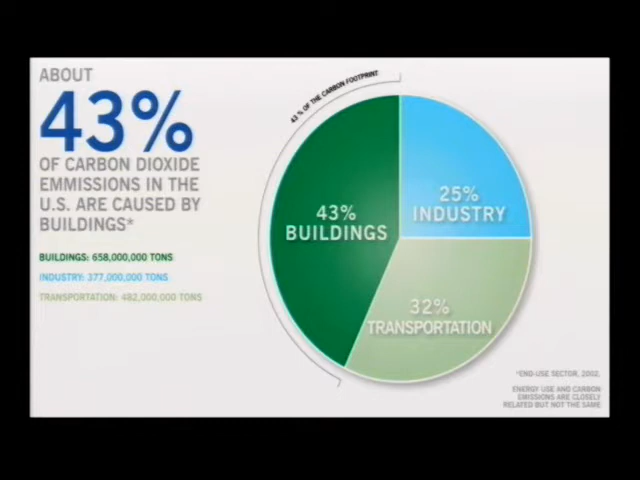 ABOUT
43%
OF CARBON DIOXIDE
EMMISSIONS IN THE
U.S. ARE CAUSED BY
BUILDINGS*
BUILDINGS: 658,000,000 TONS
INDUSTRY: 377,000,000 TONS
TRANSPORTATION: 482,000,000 TONS
43 % OF THE CARBON FOOTPRINT
25%
INDUSTRY
43%
BUILDINGS
32%
TRANSPORTATION
*END-USE SECTOR, 2002,
ENERGY USE AND CARBON
EMISSIONS ARE CLOSELY
RELATED BUT NOT THE SAME